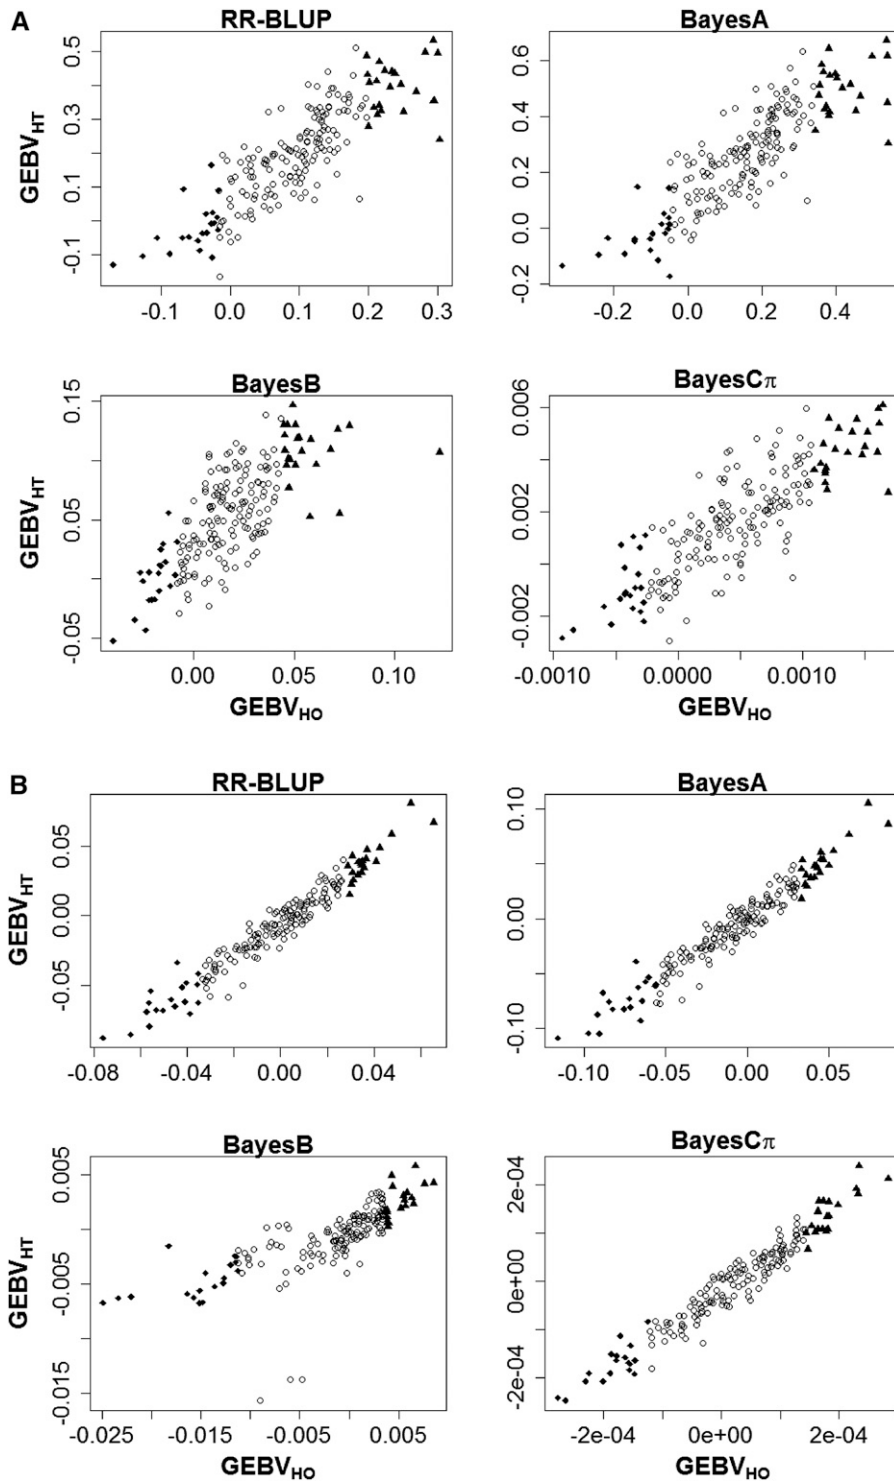 A
RR-BLUP
BayesA
GEBVHT
0.5
0.3
0.1
-0.1
-0.1 0.0 0.1 0.2 0.3
0.6
0.4
0.2
0.0
-0.2
-0.2 0.0 0.2 0.4
BayesB
BayesCπ
GEBVHT
0.15
0.05
-0.05
0.00 0.05 0.10
GEBVHO
0.006
0.002
-0.002
-0.0010 0.0000 0.0010
GEBVHO
B
RR-BLUP
BayesA
GEBVHT
0.05
0.00
-0.05
-0.08 -0.04 0.00 0.04
0.10
0.00
-0.10
-0.10 -0.05 0.00 0.05
BayesB
BayesCπ
GEBVHT
0.005
-0.005
-0.015
-0.025 -0.015 -0.005 0.005
GEBVHO
2e-04
0e+00
-2e-04
-2e-04 0e+00 2e-04
GEBVHO